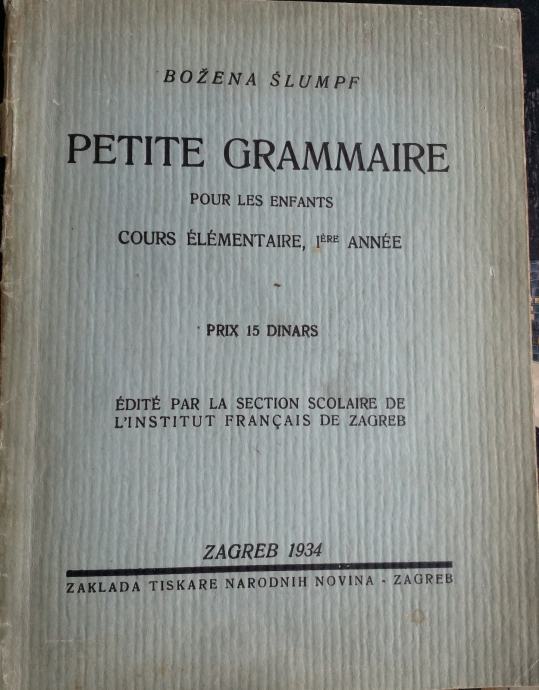 BOŽENA ŠLUMPF
PETITE GRAMMAIRE
POUR LES ENFANTS
COURS ÉLÉMENTAIRE, 1ÈRE ANNÉE
PRIX 15 DINARS
ÉDITÉ PAR LA SECTION SCOLAIRE DE
L'INSTITUT FRANÇAIS DE ZAGREB
ZAGREB 1934
ZAKLADA TISKARE NARODNIH NOVINA - ZAGREB